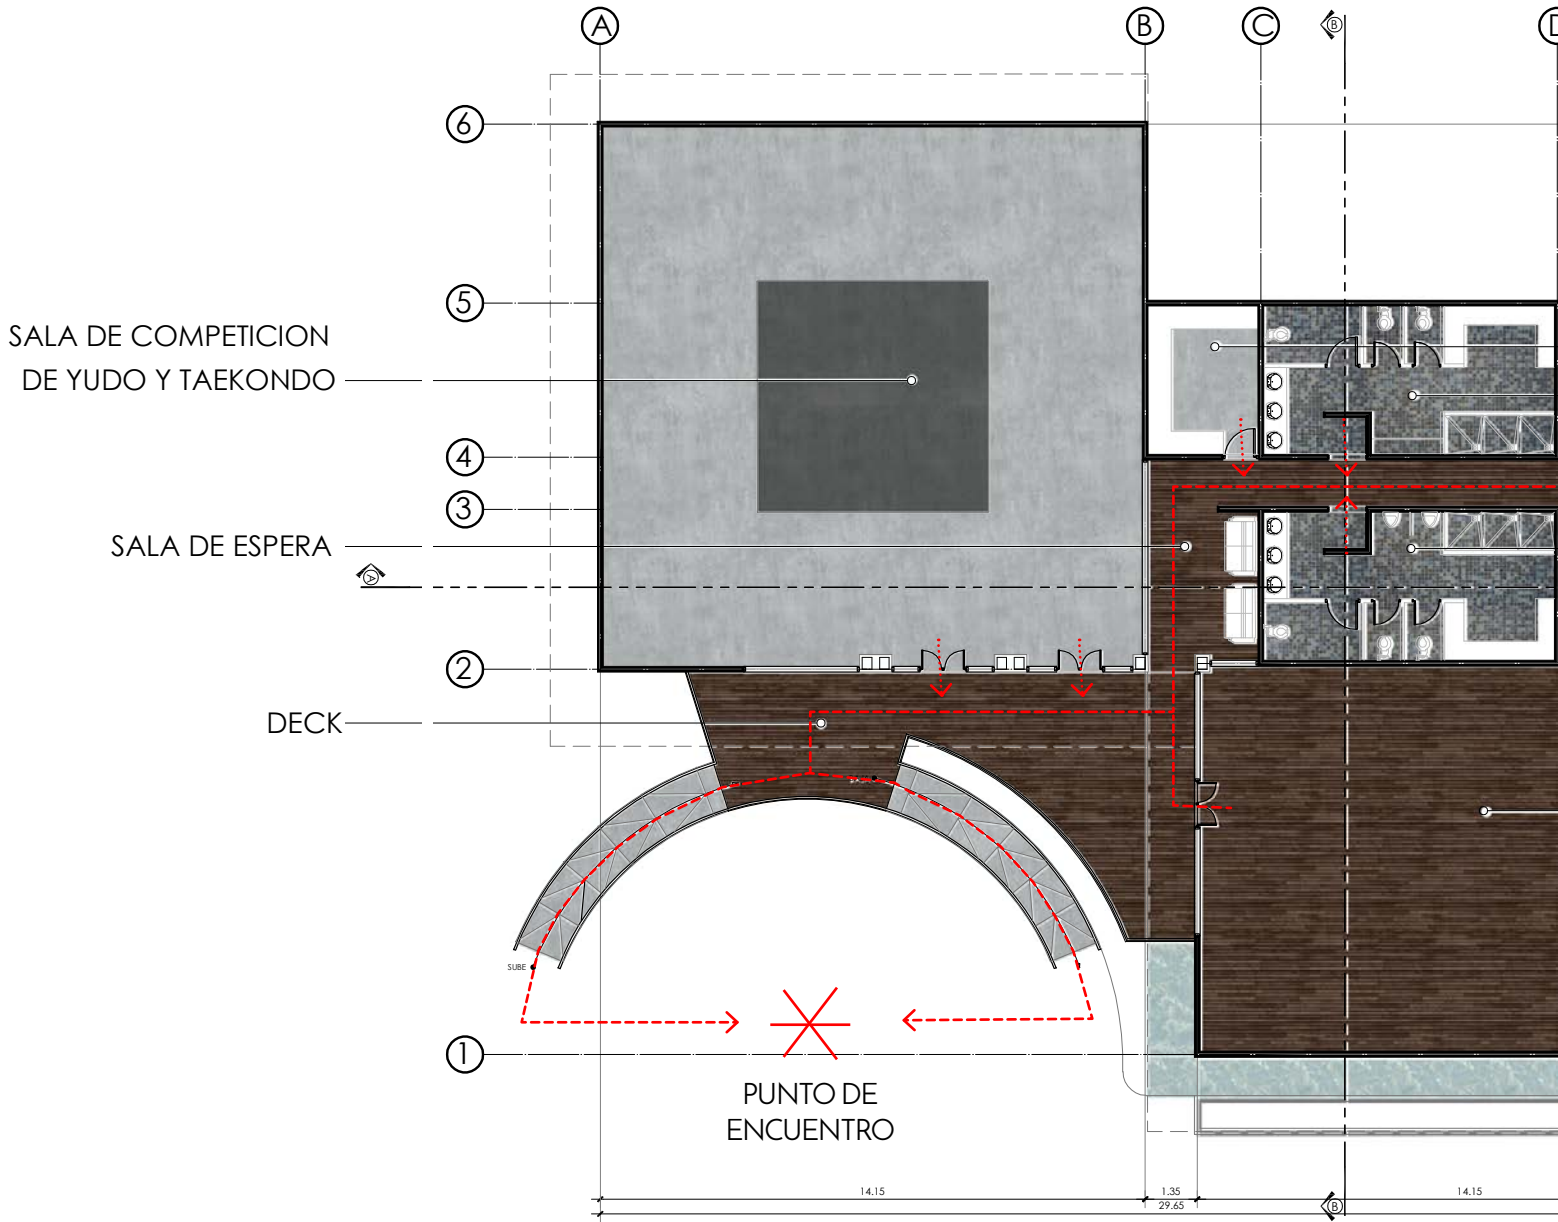 A
B
C
B
D
6
5
SALA DE COMPETICION
DE YUDO Y TAEKONDO
4
3
SALA DE ESPERA
A
2
DECK
SUBE
1
PUNTO DE
ENCUENTRO
14.15
1.35
14.15
29.65
B